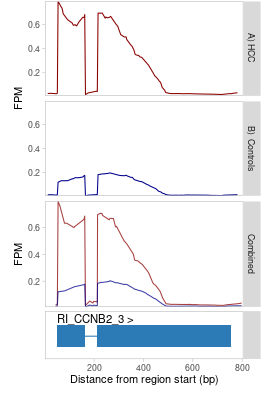 0.6
0.4
0.2
A) HCC
FPM
0.6
0.4
0.2
B) Controls
0.6
0.4
0.2
Combined
FPM
RI_CCNB2_3 >
200 400 600 800
Distance from region start (bp)